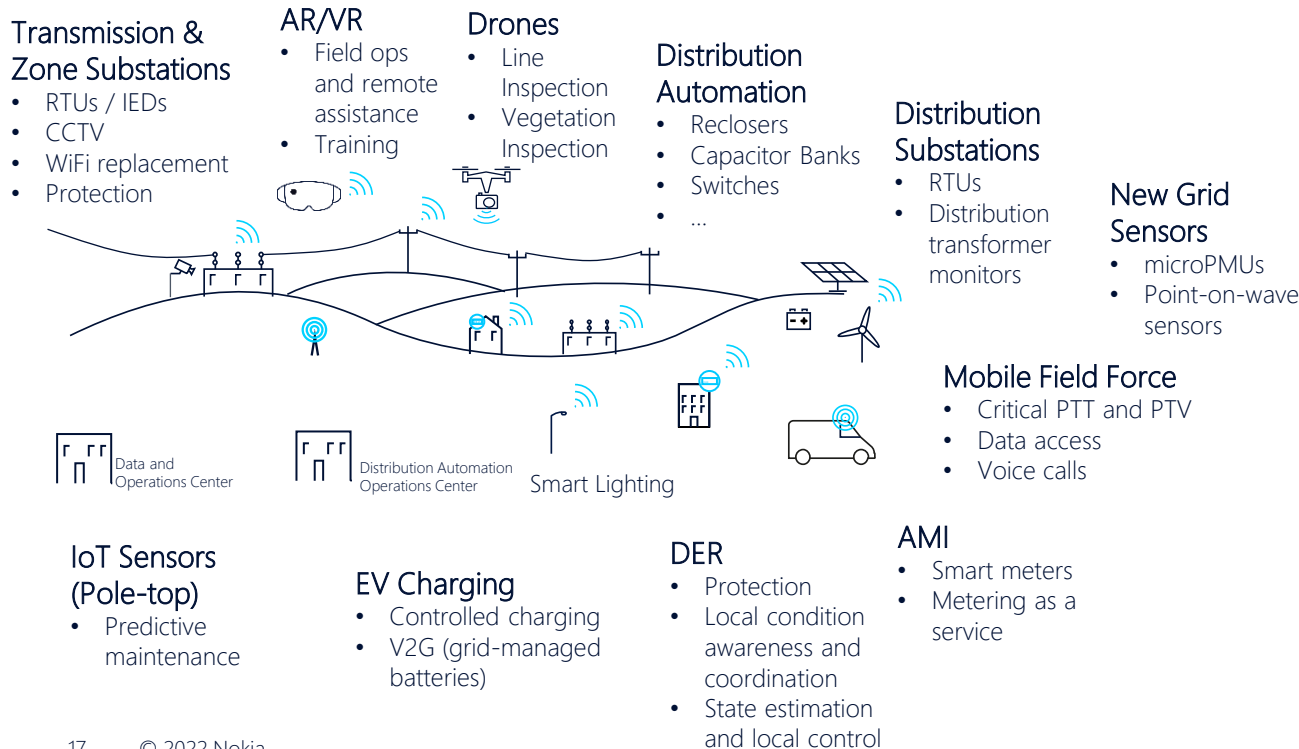 Transmission &
Zone Substations
• RTUs / IEDs
• CCTV
• WiFi replacement
• Protection
AR/VR
• Field ops
and remote
assistance
• Training
Drones
• Line
Inspection
• Vegetation
Inspection
Distribution
Automation
• Reclosers
• Capacitor Banks
• Switches
• ...
Distribution
Substations
• RTUs
• Distribution
transformer
monitors
New Grid
Sensors
• microPMUs
• Point-on-wave
sensors
Mobile Field Force
• Critical PTT and PTV
• Data access
• Voice calls
Data and
Operations Center
Distribution Automation
Operations Center
Smart Lighting
IoT Sensors
(Pole-top)
• Predictive
maintenance
EV Charging
• Controlled charging
• V2G (grid-managed
batteries)
DER
• Protection
• Local condition
awareness and
coordination
• State estimation
and local control
AMI
• Smart meters
• Metering as a
service
17 © 2022 Nokia